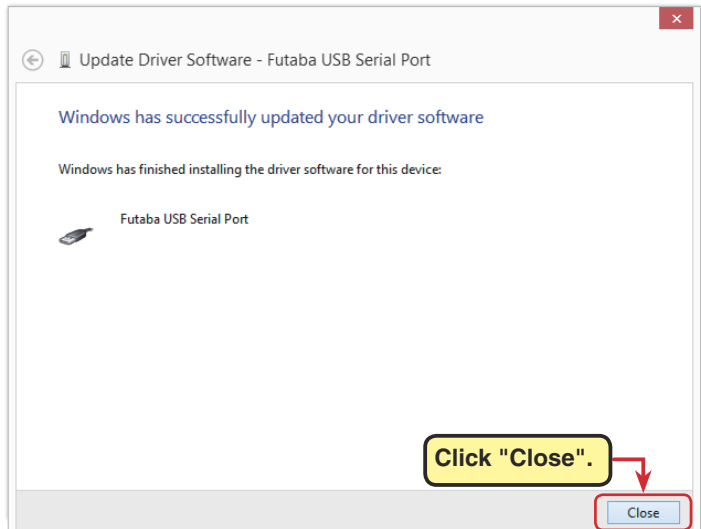 Update Driver Software - Futaba USB Serial Port
Windows has successfully updated your driver software
Windows has finished installing the driver software for this device:
Futaba USB Serial Port
Click "Close".
Close